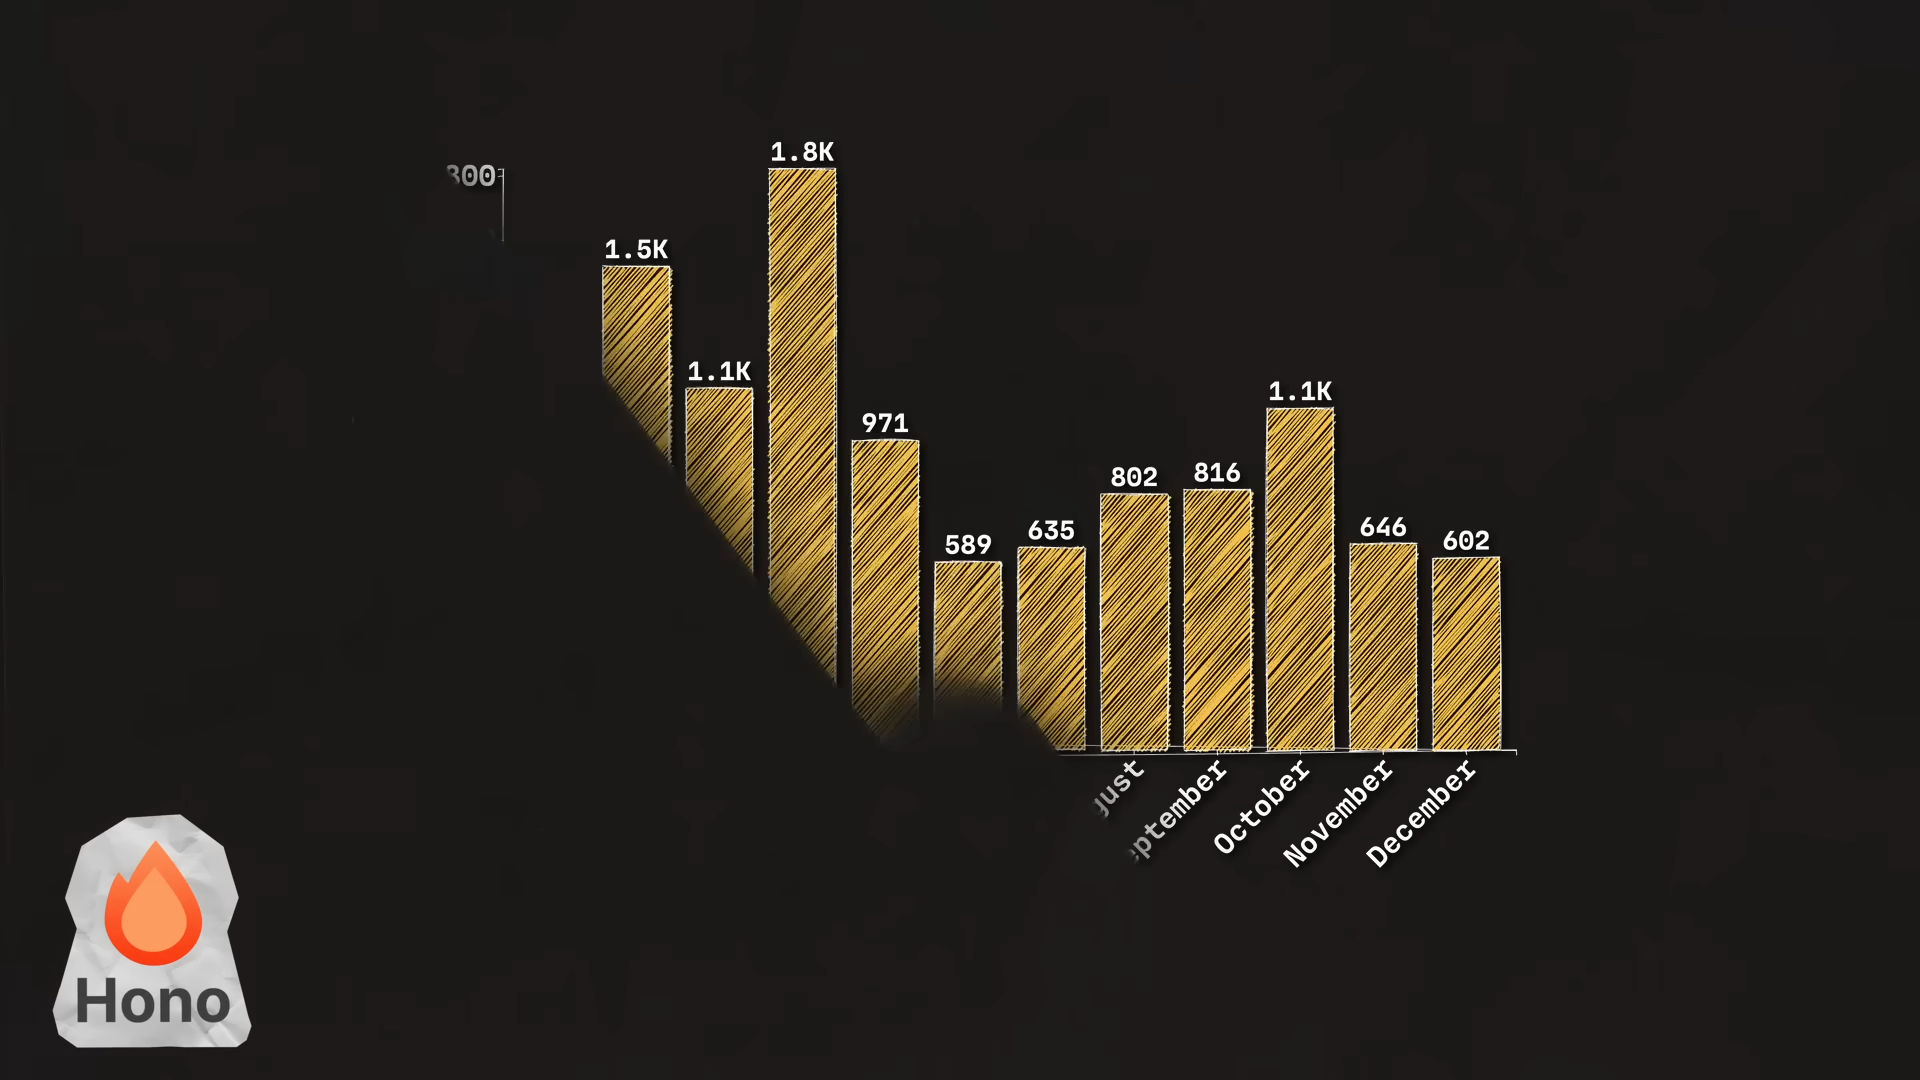 1.8K
1.5K
1.1K
1.1K
971
816
802
646
602
635
589
October
November
December
Hono